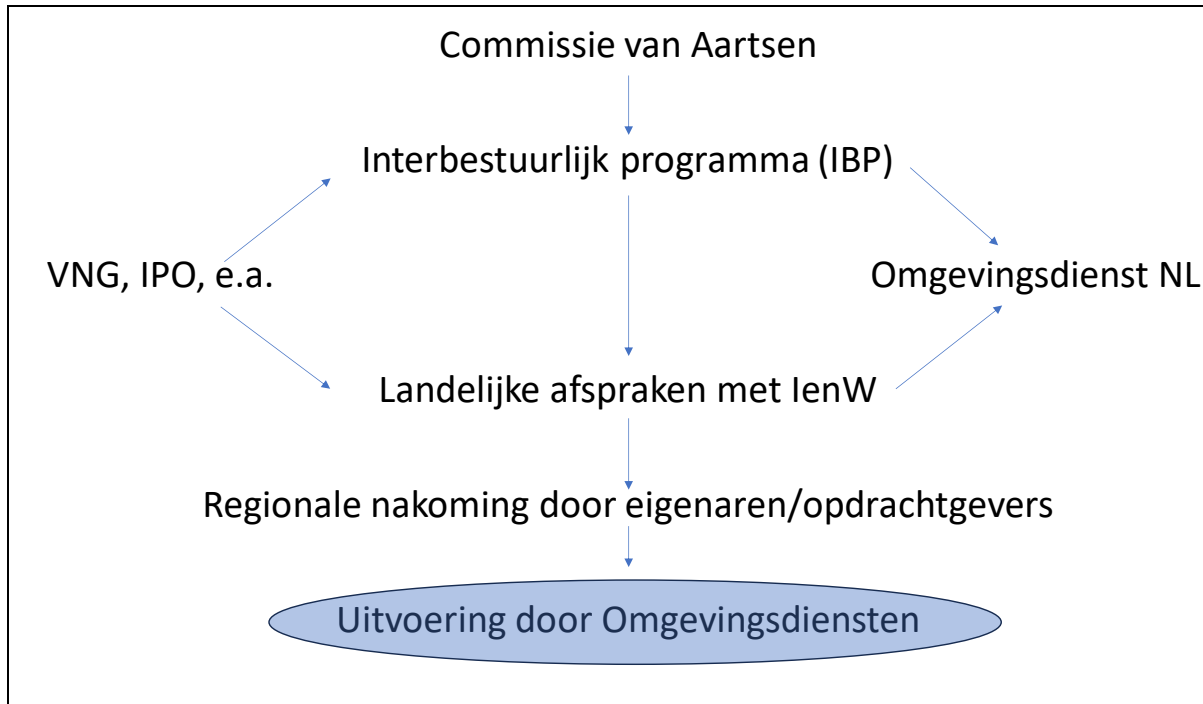 Commissie van Aartsen
Interbestuurlijk programma (IBP)
VNG, IPO, e.a.
Omgevingsdienst NL
Landelijke afspraken met IenW
Regionale nakoming door eigenaren/opdrachtgevers
Uitvoering door Omgevingsdiensten